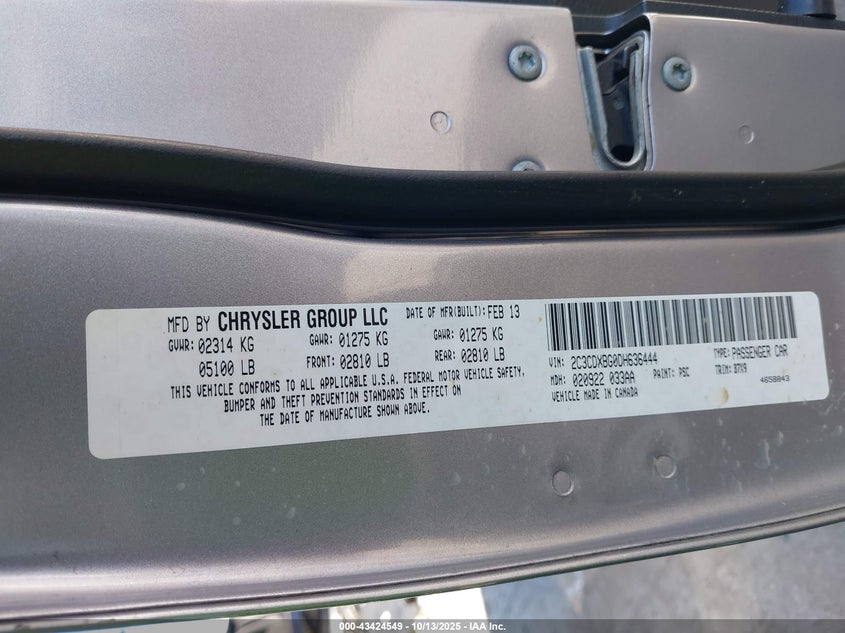 MFD BY CHRYSLER GROUP LLC DATE OF MFR(BUILT): FEB 13
GVWR: 02314 KG GAWR: 01275 KG GAWR: 01275 KG
05100 LB FRONT: 02810 LB REAR: 02810 LB
THIS VEHICLE CONFORMS TO ALL APPLICABLE U.S.A. FEDERAL MOTOR VEHICLE SAFETY,
BUMPER AND THEFT PREVENTION STANDARDS IN EFFECT ON
THE DATE OF MANUFACTURE SHOWN ABOVE.
VIN: 2C3CDXBG0DH636444 TYPE: PASSENGER CAR
MDH: 020922 033AA PAINT: PSC TRIM: B7X9
VEHICLE MADE IN CANADA 4658843
000-43424549 - 10/13/2025 - IAA Inc.